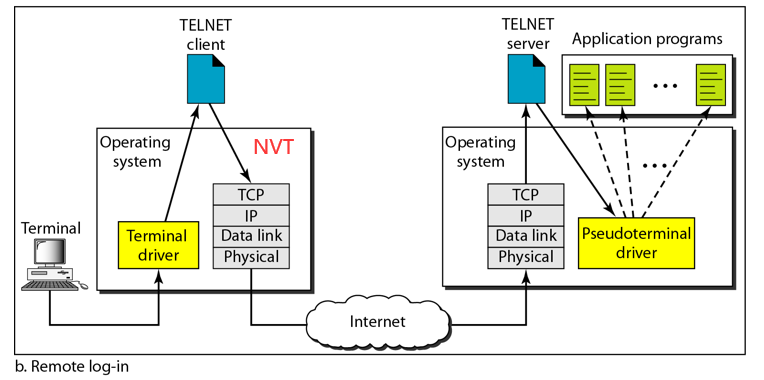 TELNET
client
TELNET
server
Application programs
Operating
system
NVT
Operating
system
TCP
IP
Data link
Physical
TCP
IP
Data link
Physical
Terminal
Terminal
driver
Pseudoterminal
driver
Internet
b. Remote log-in